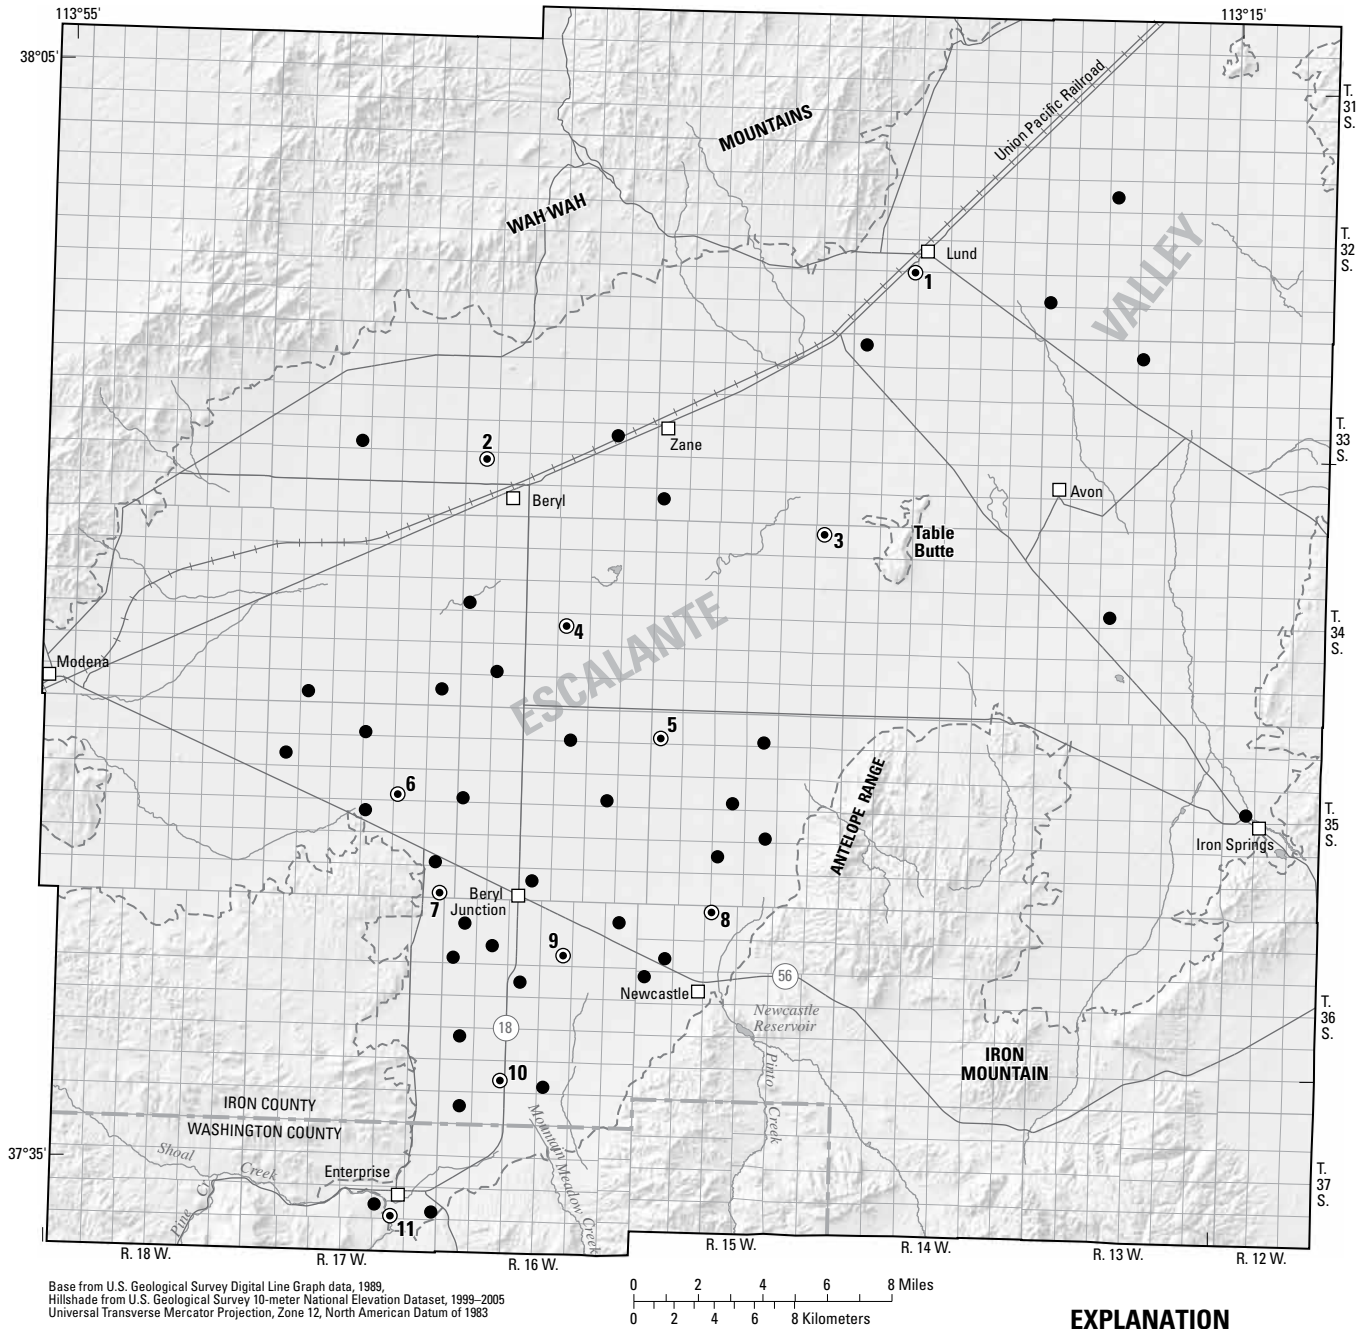 113°55'
113°15'
38°05'
T.
31
S.
Union Pacific Railroad
MOUNTAINS
WAH WAH
VALLEY
T.
32
S.
Lund
1
T.
33
S.
2
Zane
Beryl
Avon
3
Table
Butte
4
ESCALANTE
T.
34
S.
Modena
5
6
ANTELOPE RANGE
T.
35
S.
Iron Springs
Beryl
Junction
7
8
9
Newcastle
56
Newcastle
Reservoir
T.
36
S.
18
Pinto
Creek
IRON
MOUNTAIN
10
IRON COUNTY
WASHINGTON COUNTY
Mountain Meadow Creek
37°35'
Shoal
Creek
Enterprise
Pine Cr
11
T.
37
S.
R. 18 W.
R. 17 W.
R. 16 W.
R. 15 W.
R. 14 W.
R. 13 W.
R. 12 W.
Base from U.S. Geological Survey Digital Line Graph data, 1989,
Hillshade from U.S. Geological Survey 10-meter National Elevation Dataset, 1999–2005
Universal Transverse Mercator Projection, Zone 12, North American Datum of 1983
0 2 4 6 8 Miles
0 2 4 6 8 Kilometers
EXPLANATION